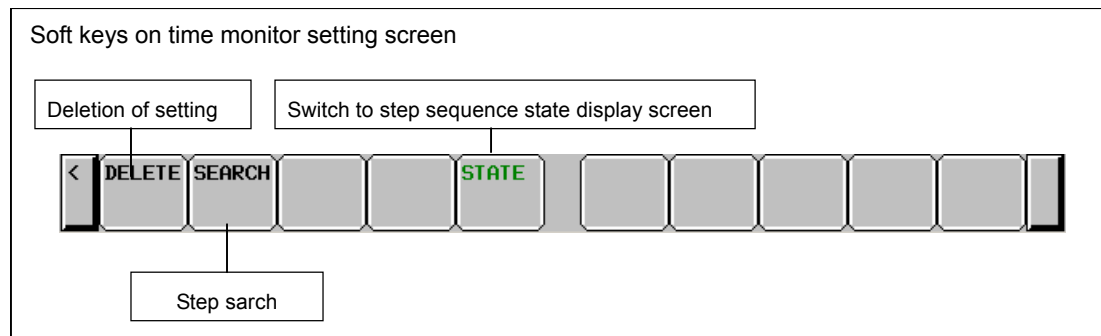 Soft keys on time monitor setting screen
Deletion of setting
Switch to step sequence state display screen
< DELETE SEARCH STATE
Step sarch